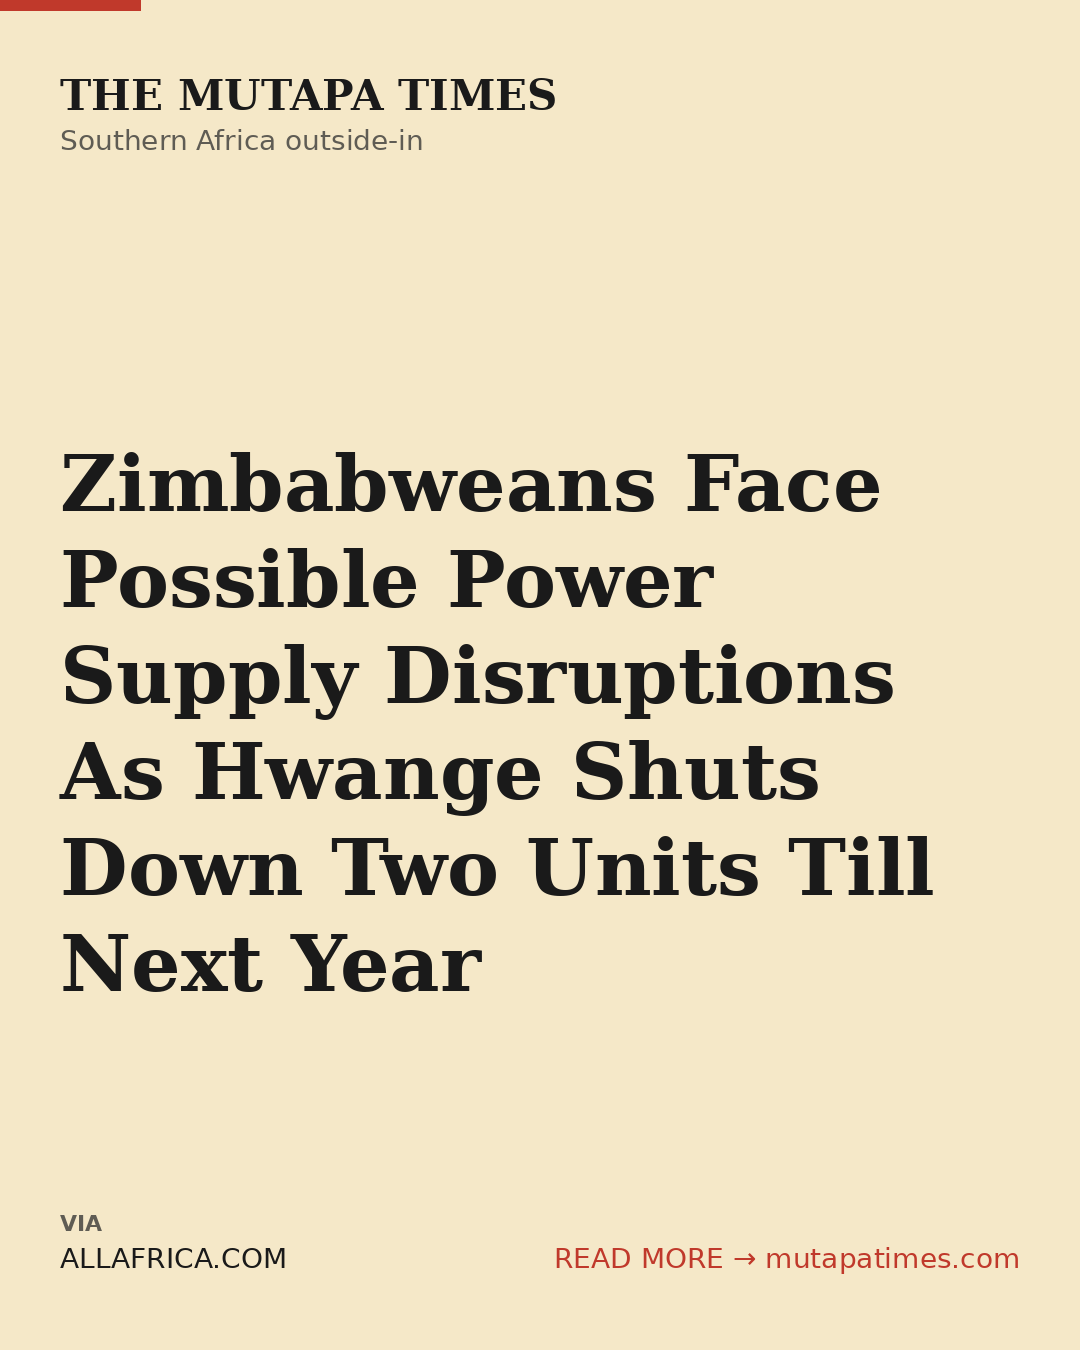 THE MUTAPA TIMES
Southern Africa outside-in
Zimbabweans Face
Possible Power
Supply Disruptions
As Hwange Shuts
Down Two Units Till
Next Year
VIA
ALLAFRICA.COM
READ MORE → mutapatimes.com